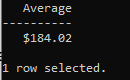 Average
----------
$184.02
1 row selected.